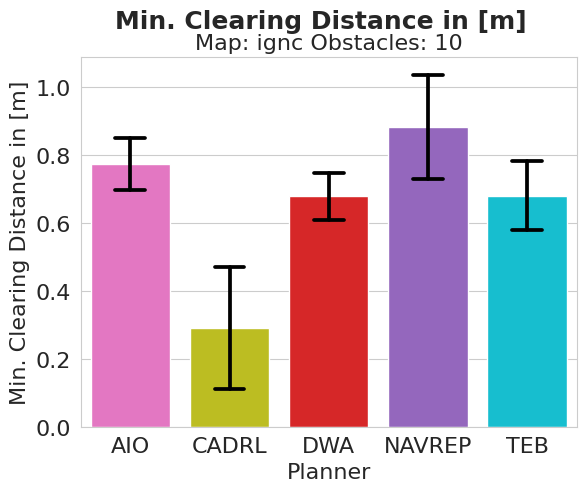 Min. Clearing Distance in [m]
Map: ignc Obstacles: 10
Min. Clearing Distance in [m]
1.0
0.8
0.6
0.4
0.2
0.0
AIO CADRL DWA NAVREP TEB
Planner